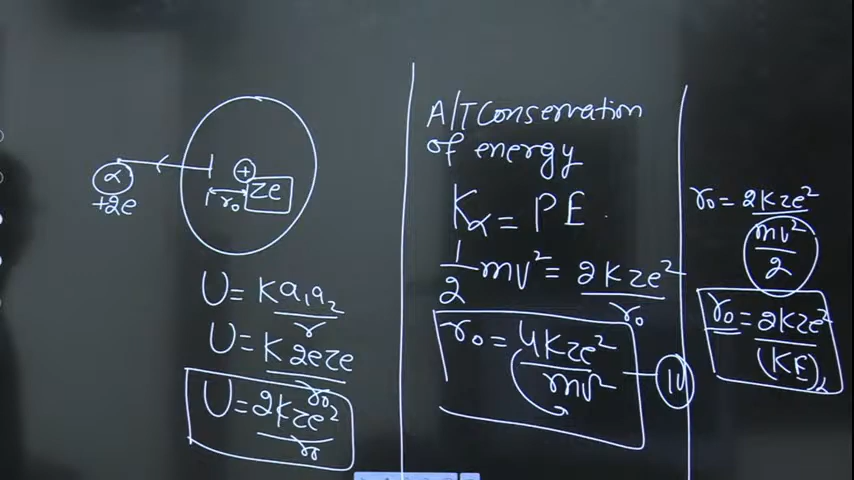 α
+2e
+
r₀
ze
U = Kq₁q₂/r
U = K2eze/r₀
U = 2Kze²/r₀
A/T Conservation
of energy
Kα = PE
1/2 mv² = 2Kze²/r₀
r₀ = 4Kze²/mv²
r₀ = 2Kze²/(mv²/2)
r₀ = 2Kze²/(KE)α